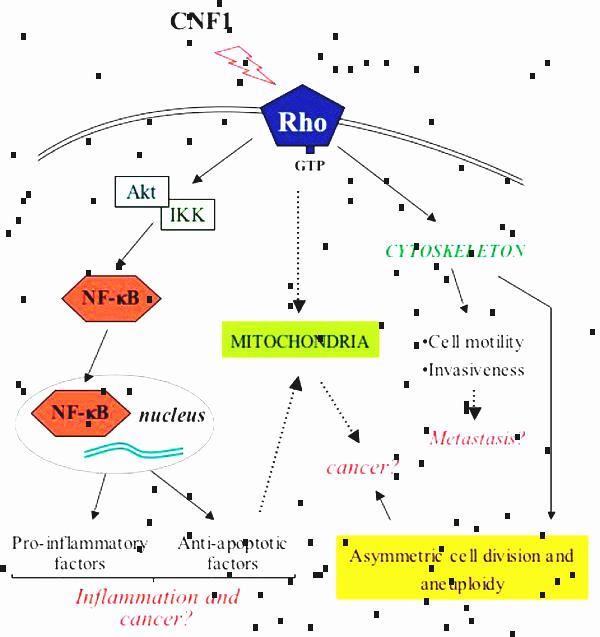 CNF1
Rho
GTP
Akt
IKK
CYTOSKELETON
NF-κB
MITOCHONDRIA
•Cell motility
•Invasiveness
NF-κB
nucleus
Metastasis?
cancer?
Pro-inflammatory
factors
Anti-apoptotic
factors
Asymmetric cell division and
aneuploidy
Inflammation and
cancer?